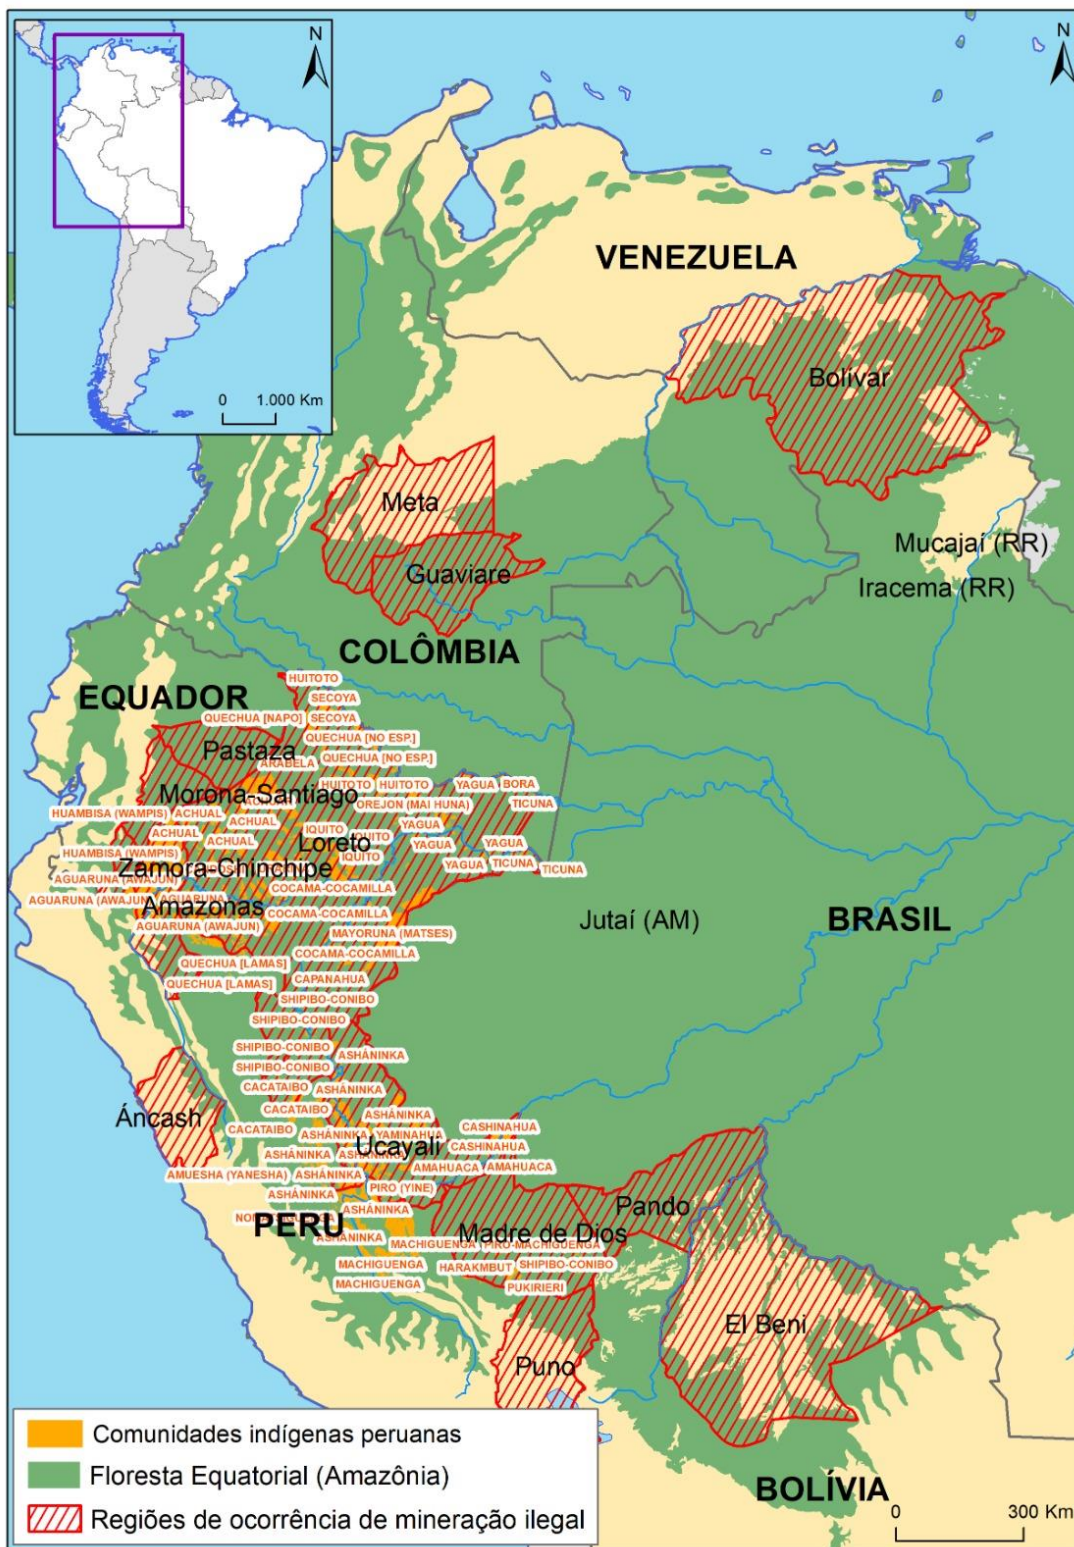 N
N
0 1.000 Km
VENEZUELA
Bolívar
Meta
Mucajaí (RR)
Guaviare
Iracema (RR)
COLÔMBIA
HUITOTO
EQUADOR
SECOYA
QUECHUA [NAPO] SECOYA
QUECHUA [NO ESP.]
Pastaza
ARABELA QUECHUA [NO ESP.]
HUITOTO HUITOTO YAGUA BORA
Morona-Santiago
OREJON (MAI HUNA) TICUNA
HUAMBISA (WAMPIS) ACHUAL
ACHUAL IQUITO YAGUA
ACHUAL
ACHUAL Loreto YAGUA YAGUA
HUAMBISA (WAMPIS) IQUITO
YAGUA TICUNA TICUNA
Zamora-Chinchipe
AGUARUNA (AWAJUN)
COCAMA-COCAMILLA
AGUARUNA (AWAJUN) AGUARUNA
Amazonas
COCAMA-COCAMILLA
Jutaí (AM)
BRASIL
AGUARUNA (AWAJUN)
MAYORUNA (MATSES)
COCAMA-COCAMILLA
QUECHUA [LAMAS]
QUECHUA [LAMAS] CAPANAHUA
SHIPIBO-CONIBO
SHIPIBO-CONIBO
SHIPIBO-CONIBO
ASHÁNINKA
SHIPIBO-CONIBO
CACATAIBO ASHÁNINKA
CACATAIBO ASHÁNINKA
Áncash
CACATAIBO ASHÁNINKA YAMINAHUA CASHINAHUA
Ucayali CASHINAHUA
ASHÁNINKA ASHÁNINKA
AMAHUACA AMAHUACA
AMUESHA (YANESHA) ASHÁNINKA
ASHÁNINKA PIRO (YINE)
Pando
ASHÁNINKA
PERU
Madre de Dios
ASHÁNINKA
MACHIGUENGA PIRO-MACHIGUENGA
MACHIGUENGA HARAKMBUT SHIPIBO-CONIBO
MACHIGUENGA PUKIRIERI
El Beni
Puno
Comunidades indígenas peruanas
Floresta Equatorial (Amazônia)
Regiões de ocorrência de mineração ilegal
BOLÍVIA
0 300 Km